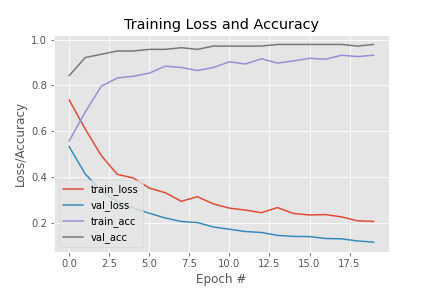 Training Loss and Accuracy
1.0
0.8
0.6
0.4
0.2
Loss/Accuracy
train_loss
val_loss
train_acc
val_acc
0.0 2.5 5.0 7.5 10.0 12.5 15.0 17.5
Epoch #